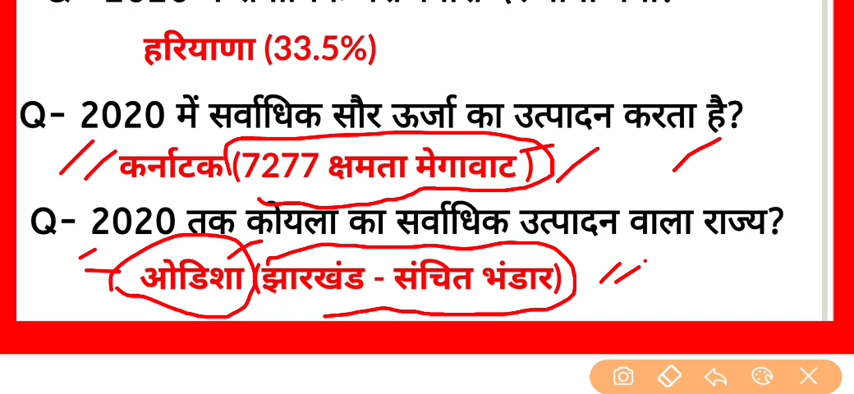 हरियाणा (33.5%)
Q- 2020 में सर्वाधिक सौर ऊर्जा का उत्पादन करता है?
कर्नाटक (7277 क्षमता मेगावाट )
Q- 2020 तक कोयला का सर्वाधिक उत्पादन वाला राज्य?
ओडिशा (झारखंड - संचित भंडार)